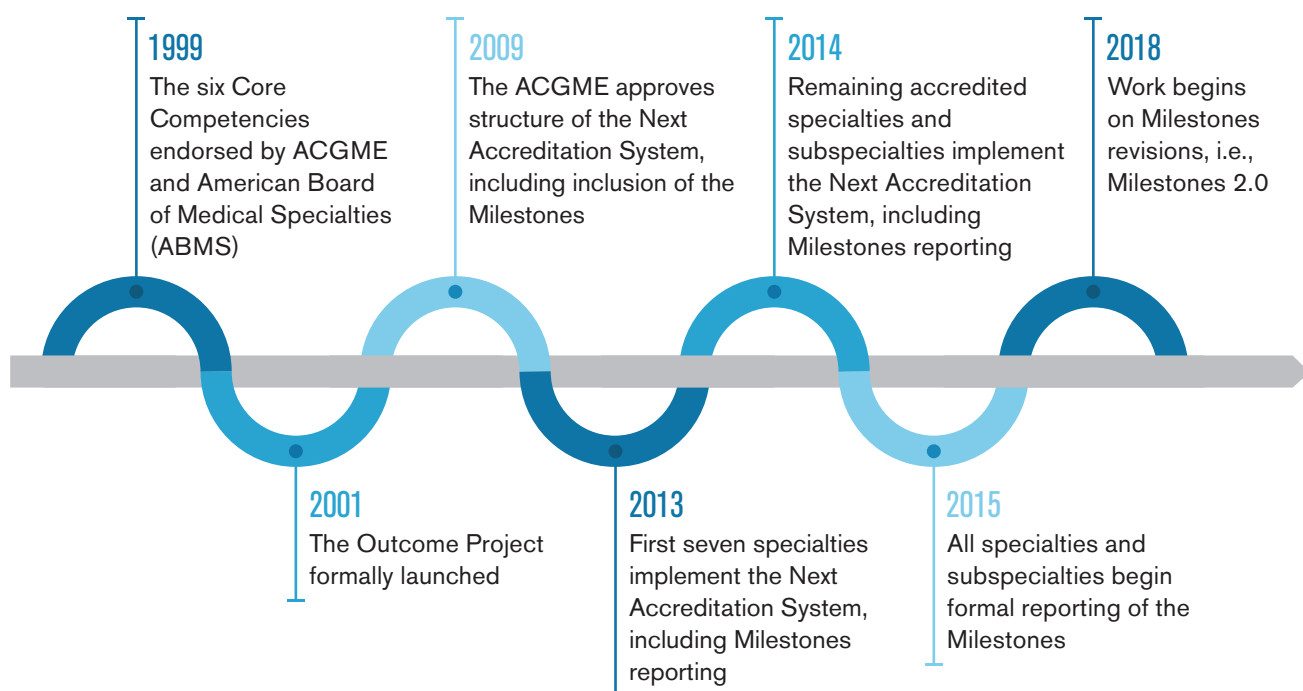 1999
The six Core
Competencies
endorsed by ACGME
and American Board
of Medical Specialties
(ABMS)
2009
The ACGME approves
structure of the Next
Accreditation System,
including inclusion of the
Milestones
2014
Remaining accredited
specialties and
subspecialties implement
the Next Accreditation
System, including
Milestones reporting
2018
Work begins
on Milestones
revisions, i.e.,
Milestones 2.0
2001
The Outcome Project
formally launched
2013
First seven specialties
implement the Next
Accreditation System,
including Milestones
reporting
2015
All specialties and
subspecialties begin
formal reporting of the
Milestones